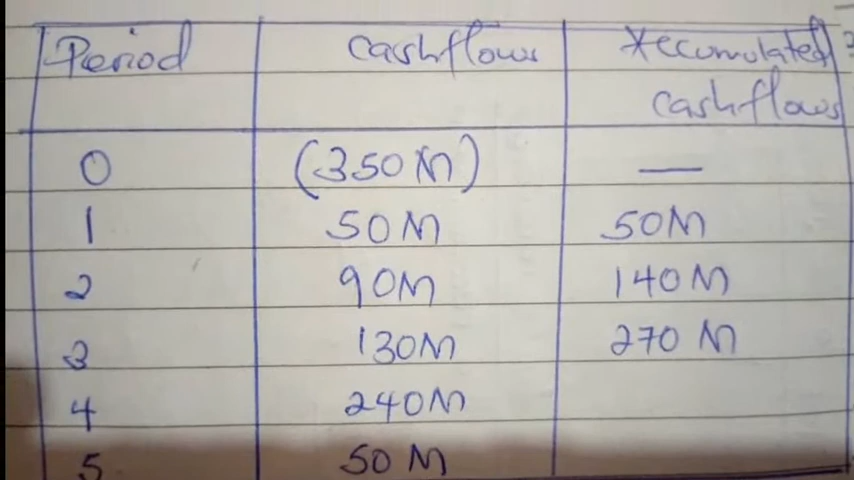 Period cashflows Accumulated
cashflows
0 (350M) —
1 50M 50M
2 90M 140M
3 130M 270M
4 240M
5 50M